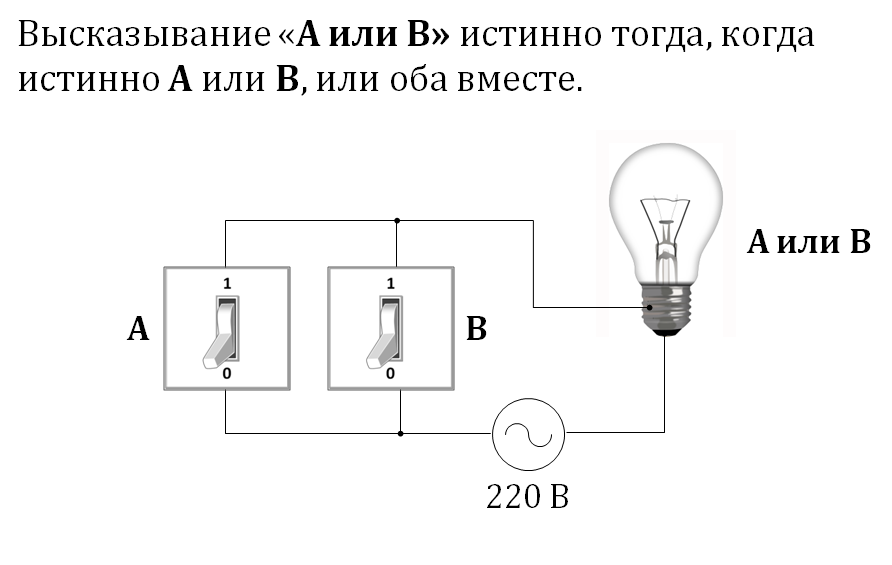 Высказывание «А или В» истинно тогда, когда
истинно А или В, или оба вместе.
А или В
1
1
А
В
0
0
220 В